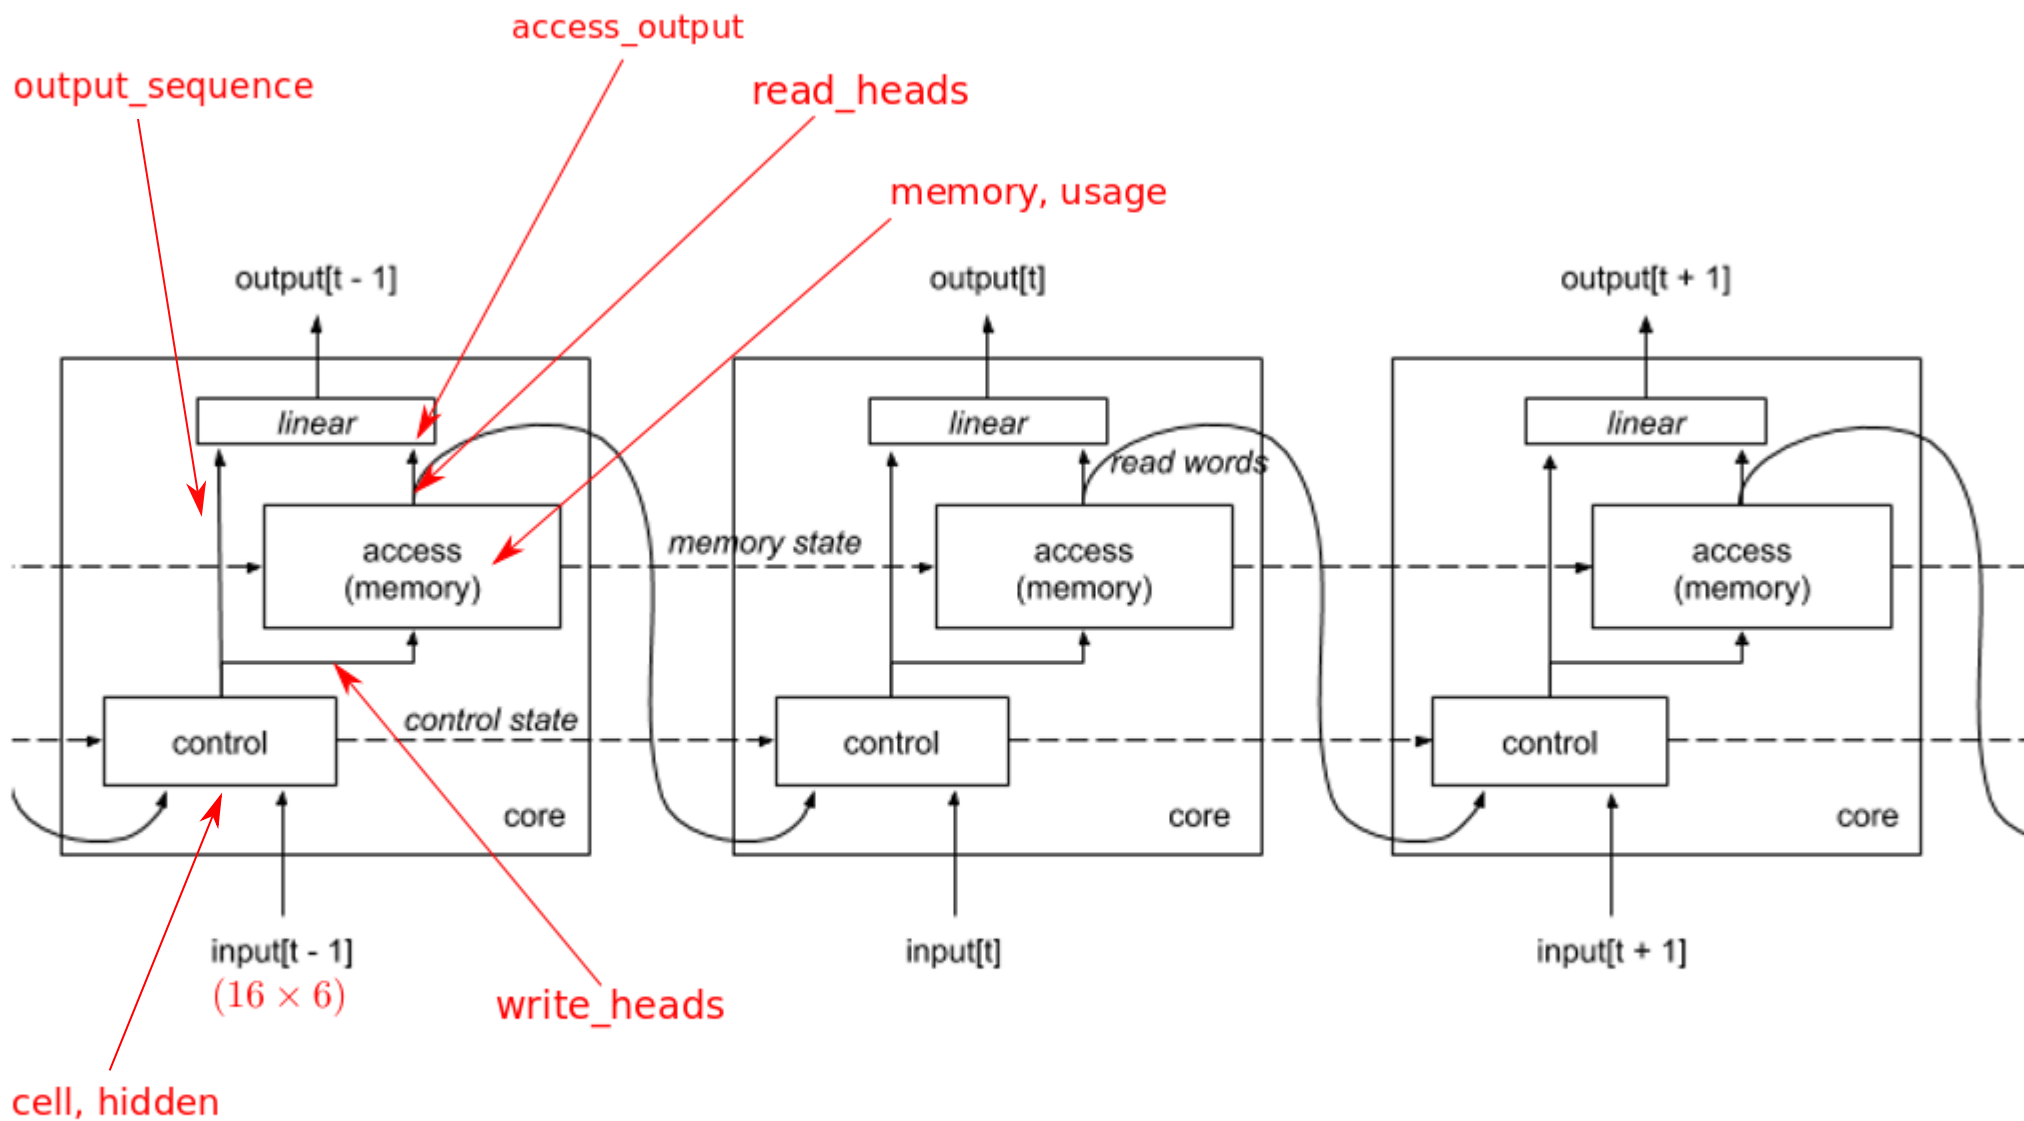 access_output
output_sequence
read_heads
memory, usage
output[t - 1]
output[t]
output[t + 1]
linear
linear
linear
read words
access
(memory)
memory state
access
(memory)
access
(memory)
control
control state
control
control
core
core
core
input[t - 1]
(16 × 6)
input[t]
input[t + 1]
write_heads
cell, hidden